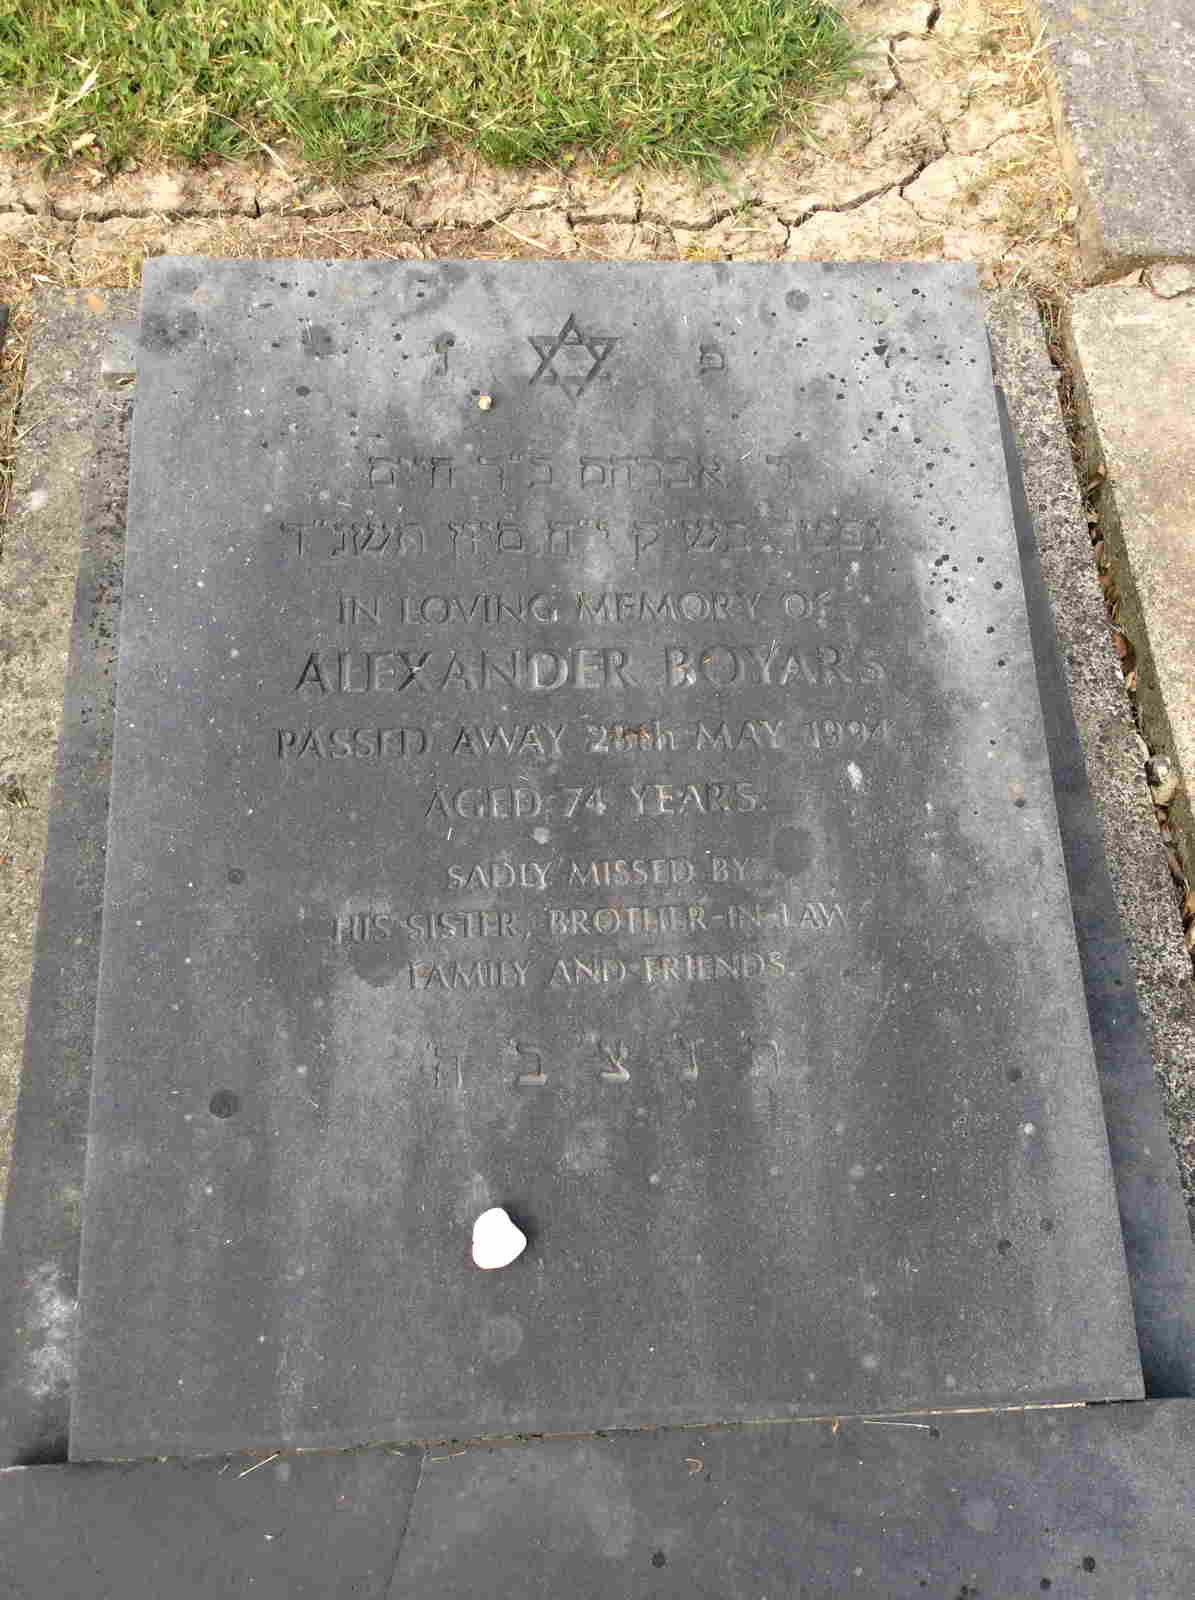 פ נ
ר' אברהם ב"ר חיים
נפטר בש"ק י"ח סיון התשנ"ד
IN LOVING MEMORY OF
ALEXANDER BOYARS
PASSED AWAY 28th MAY 1994
AGED 74 YEARS.
SADLY MISSED BY
HIS SISTER, BROTHER-IN-LAW
FAMILY AND FRIENDS.
ת נ צ ב ה